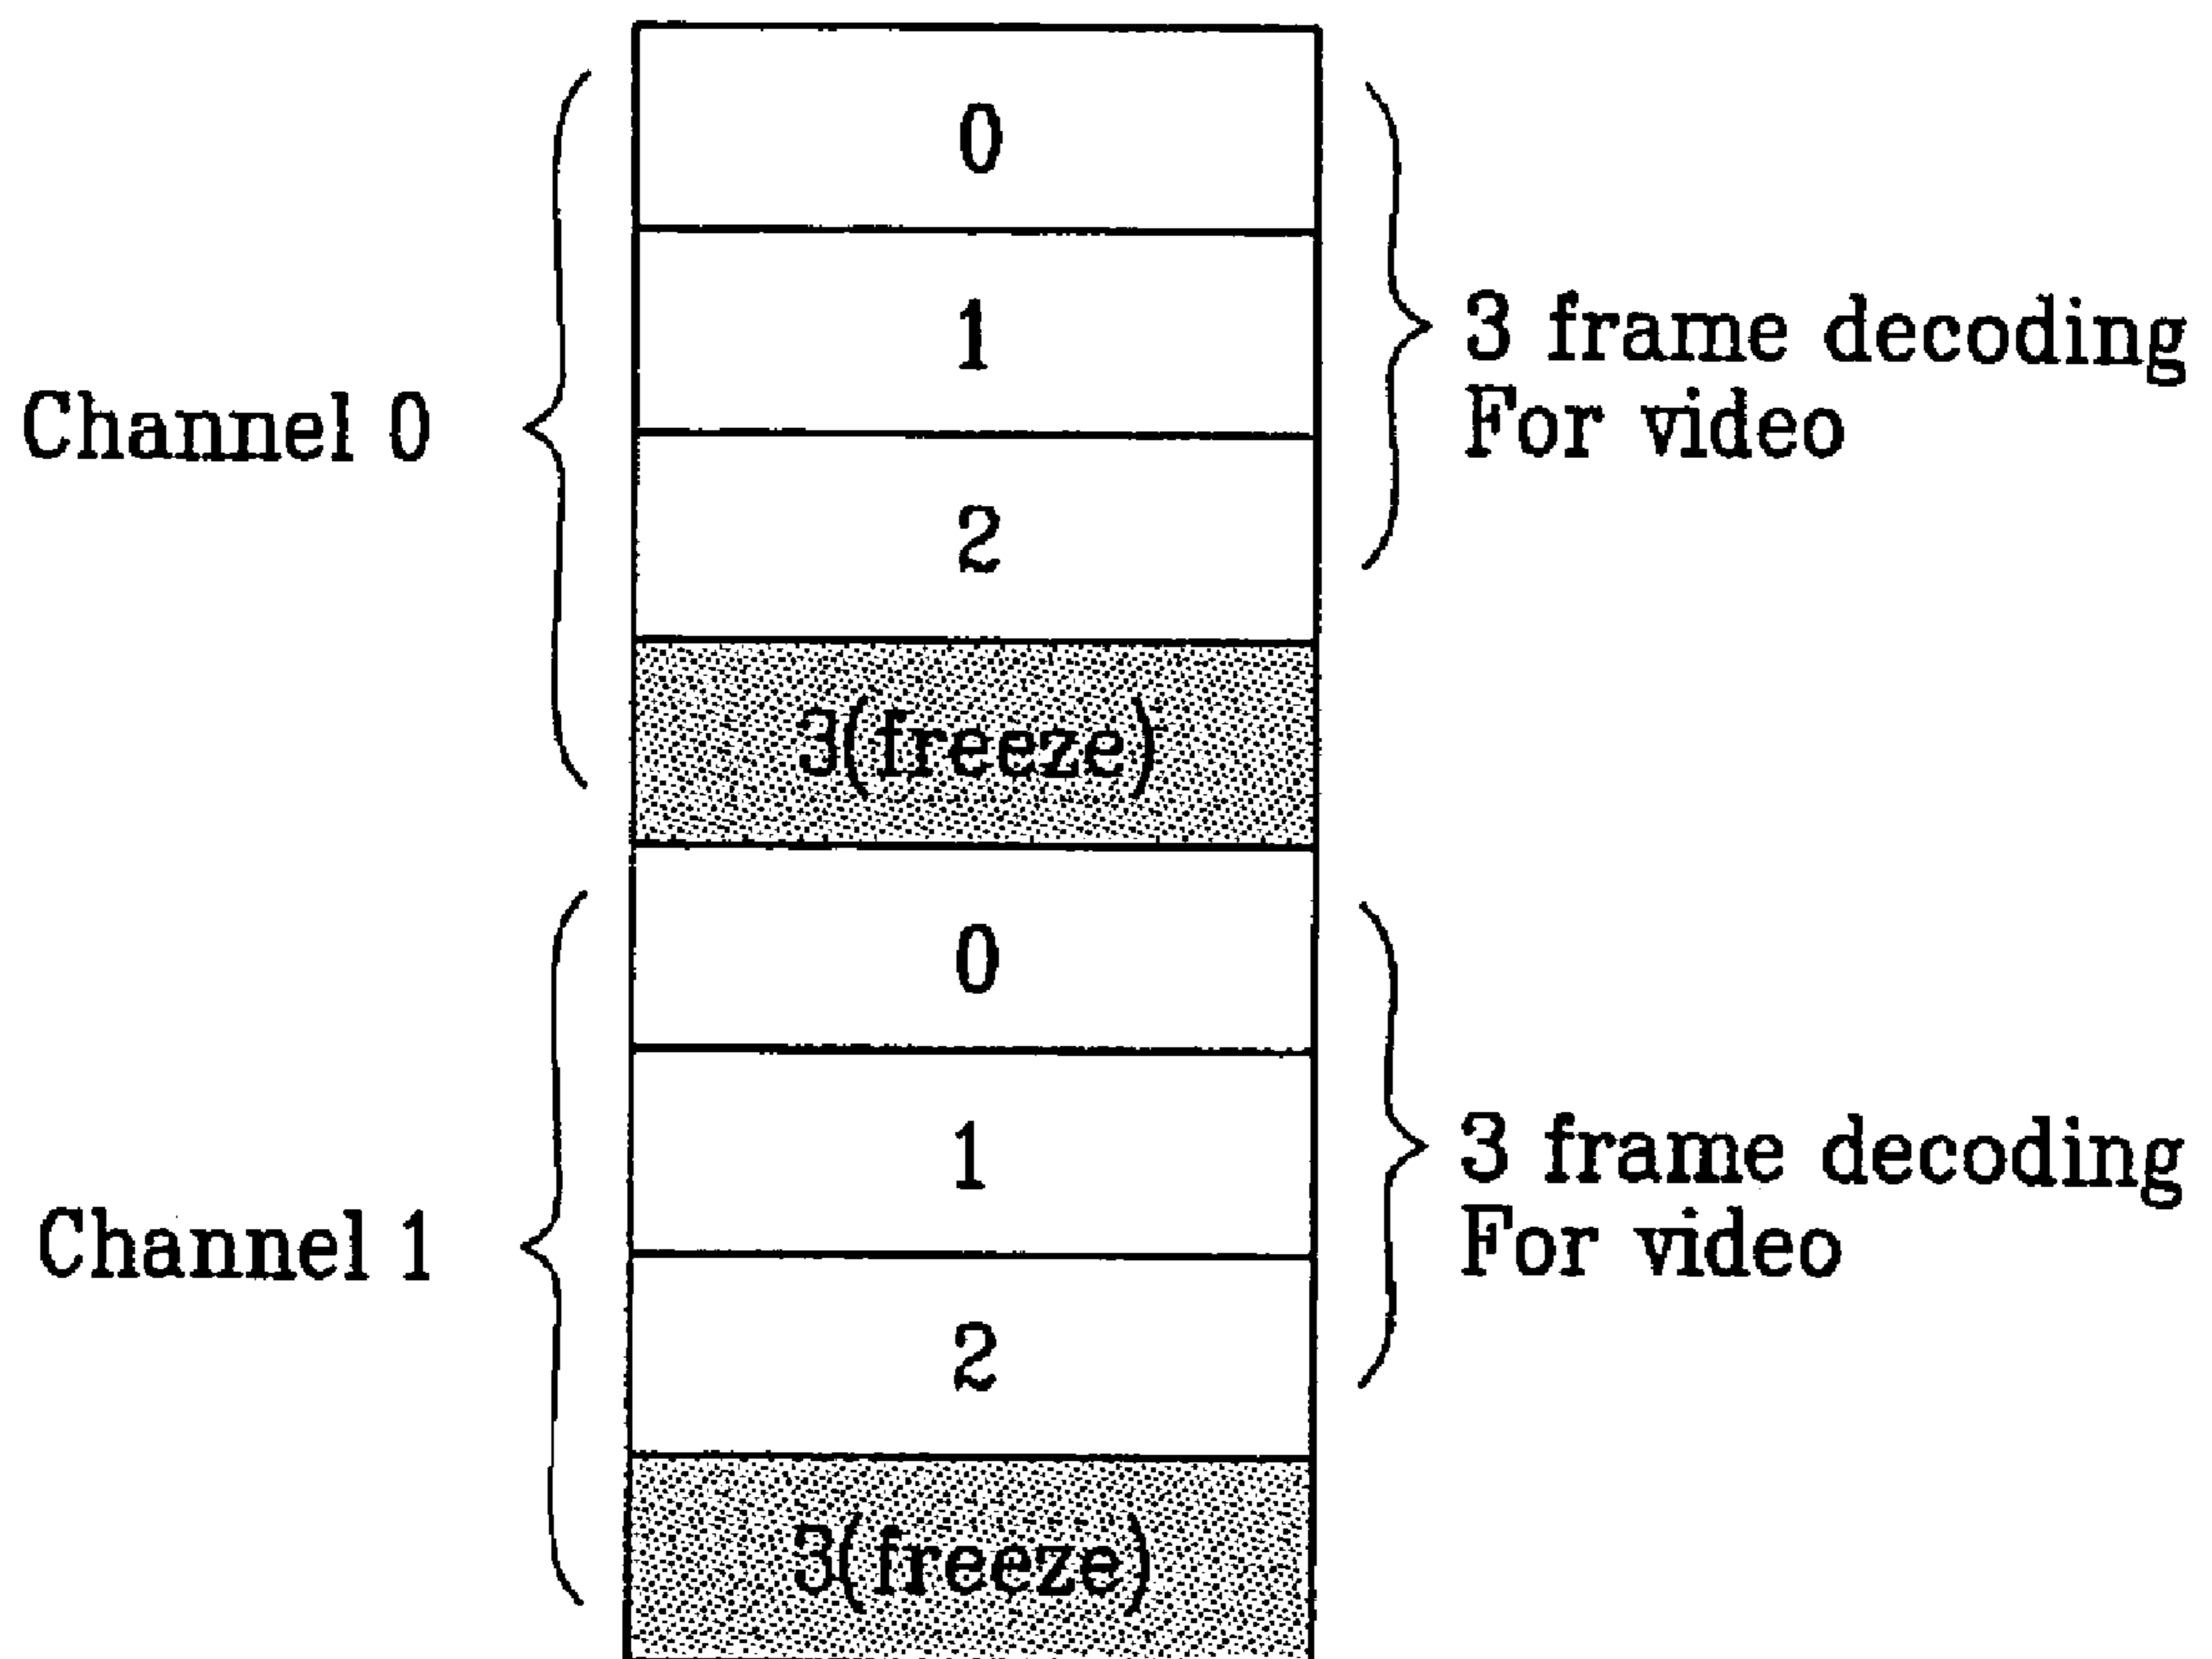 0
1
2
3(freeze)
Channel 0
3 frame decoding
For video
0
1
2
3(freeze)
Channel 1
3 frame decoding
For video